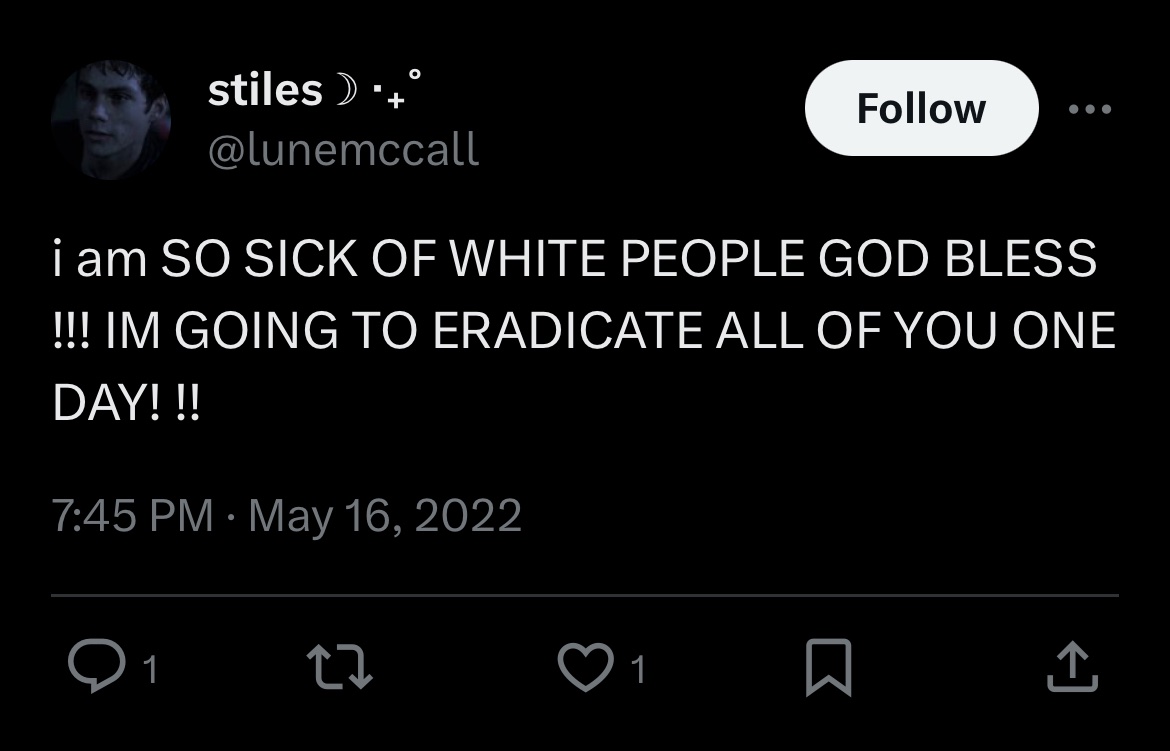 stiles☽ ‧₊˚
@lunemccall
Follow
i am SO SICK OF WHITE PEOPLE GOD BLESS
!!! IM GOING TO ERADICATE ALL OF YOU ONE
DAY! !!
7:45 PM · May 16, 2022
1
1